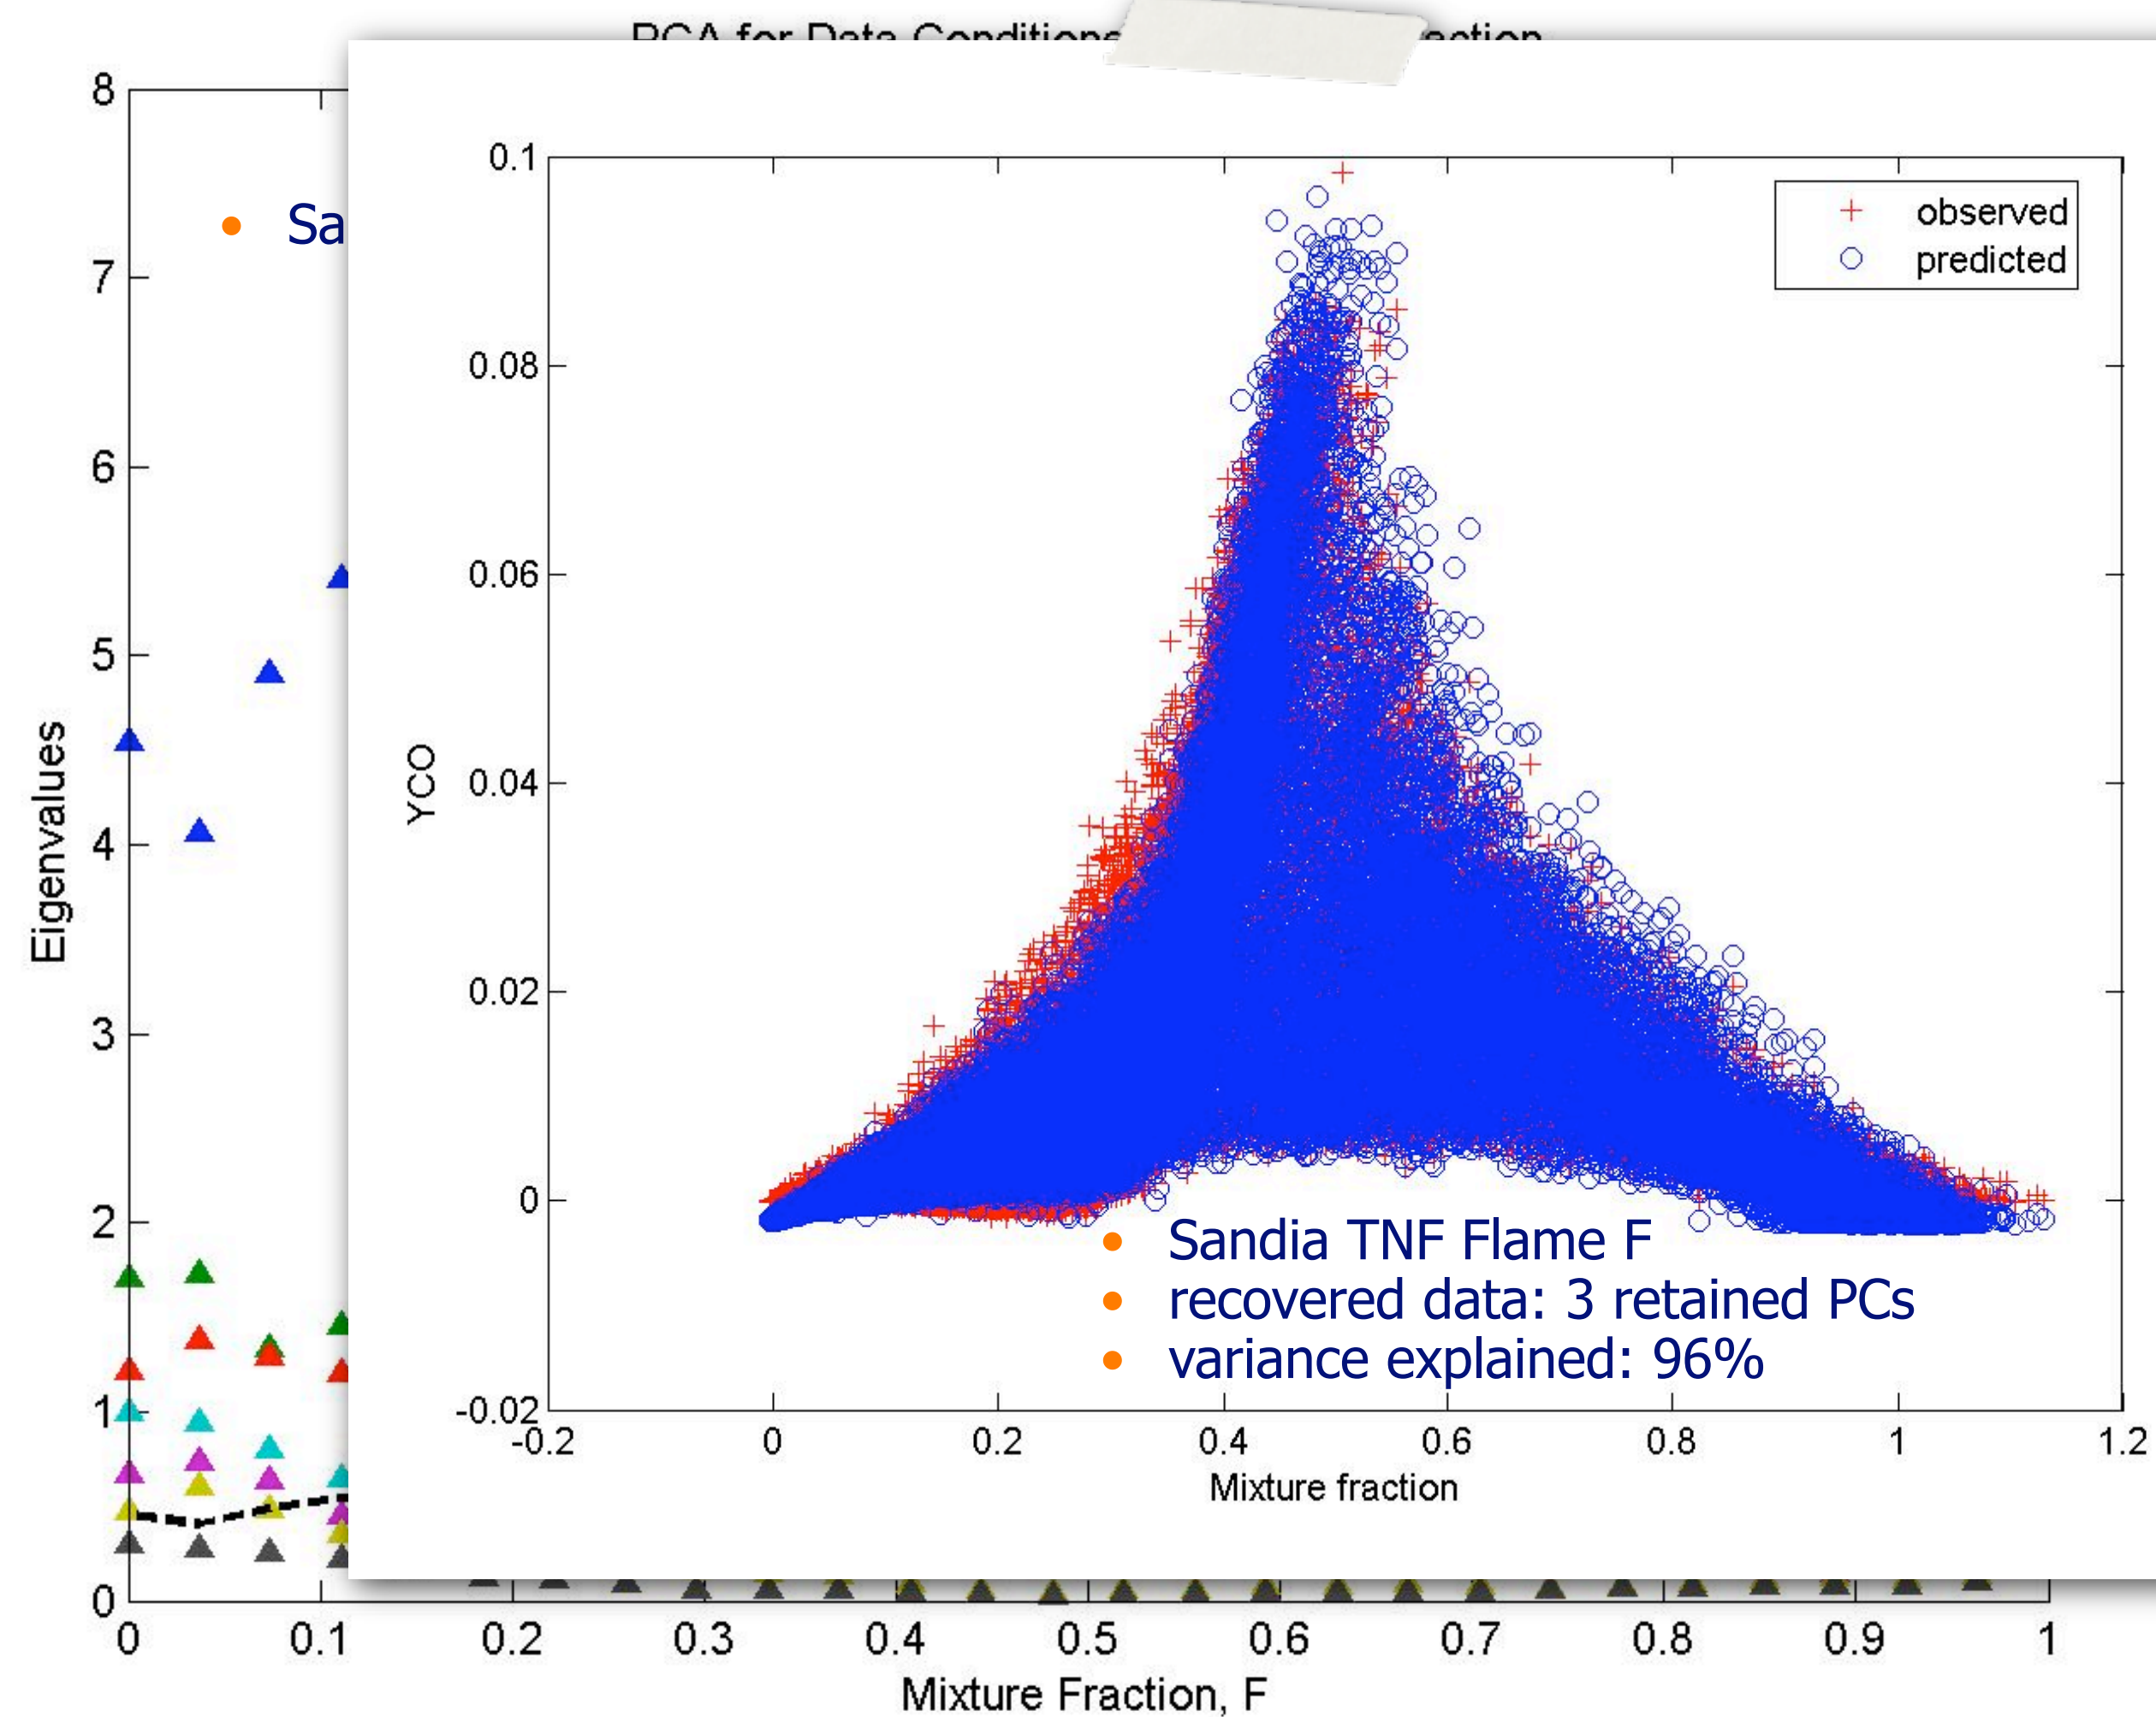 PCA for Data Conditions
8
7
6
5
4
3
2
1
0
Eigenvalues
Sa
0 0.1 0.2 0.3 0.4 0.5 0.6 0.7 0.8 0.9 1
Mixture Fraction, F
0.1
0.08
0.06
0.04
0.02
0
-0.02
YCO
observed
predicted
Sandia TNF Flame F
recovered data: 3 retained PCs
variance explained: 96%
-0.2 0 0.2 0.4 0.6 0.8 1 1.2
Mixture fraction